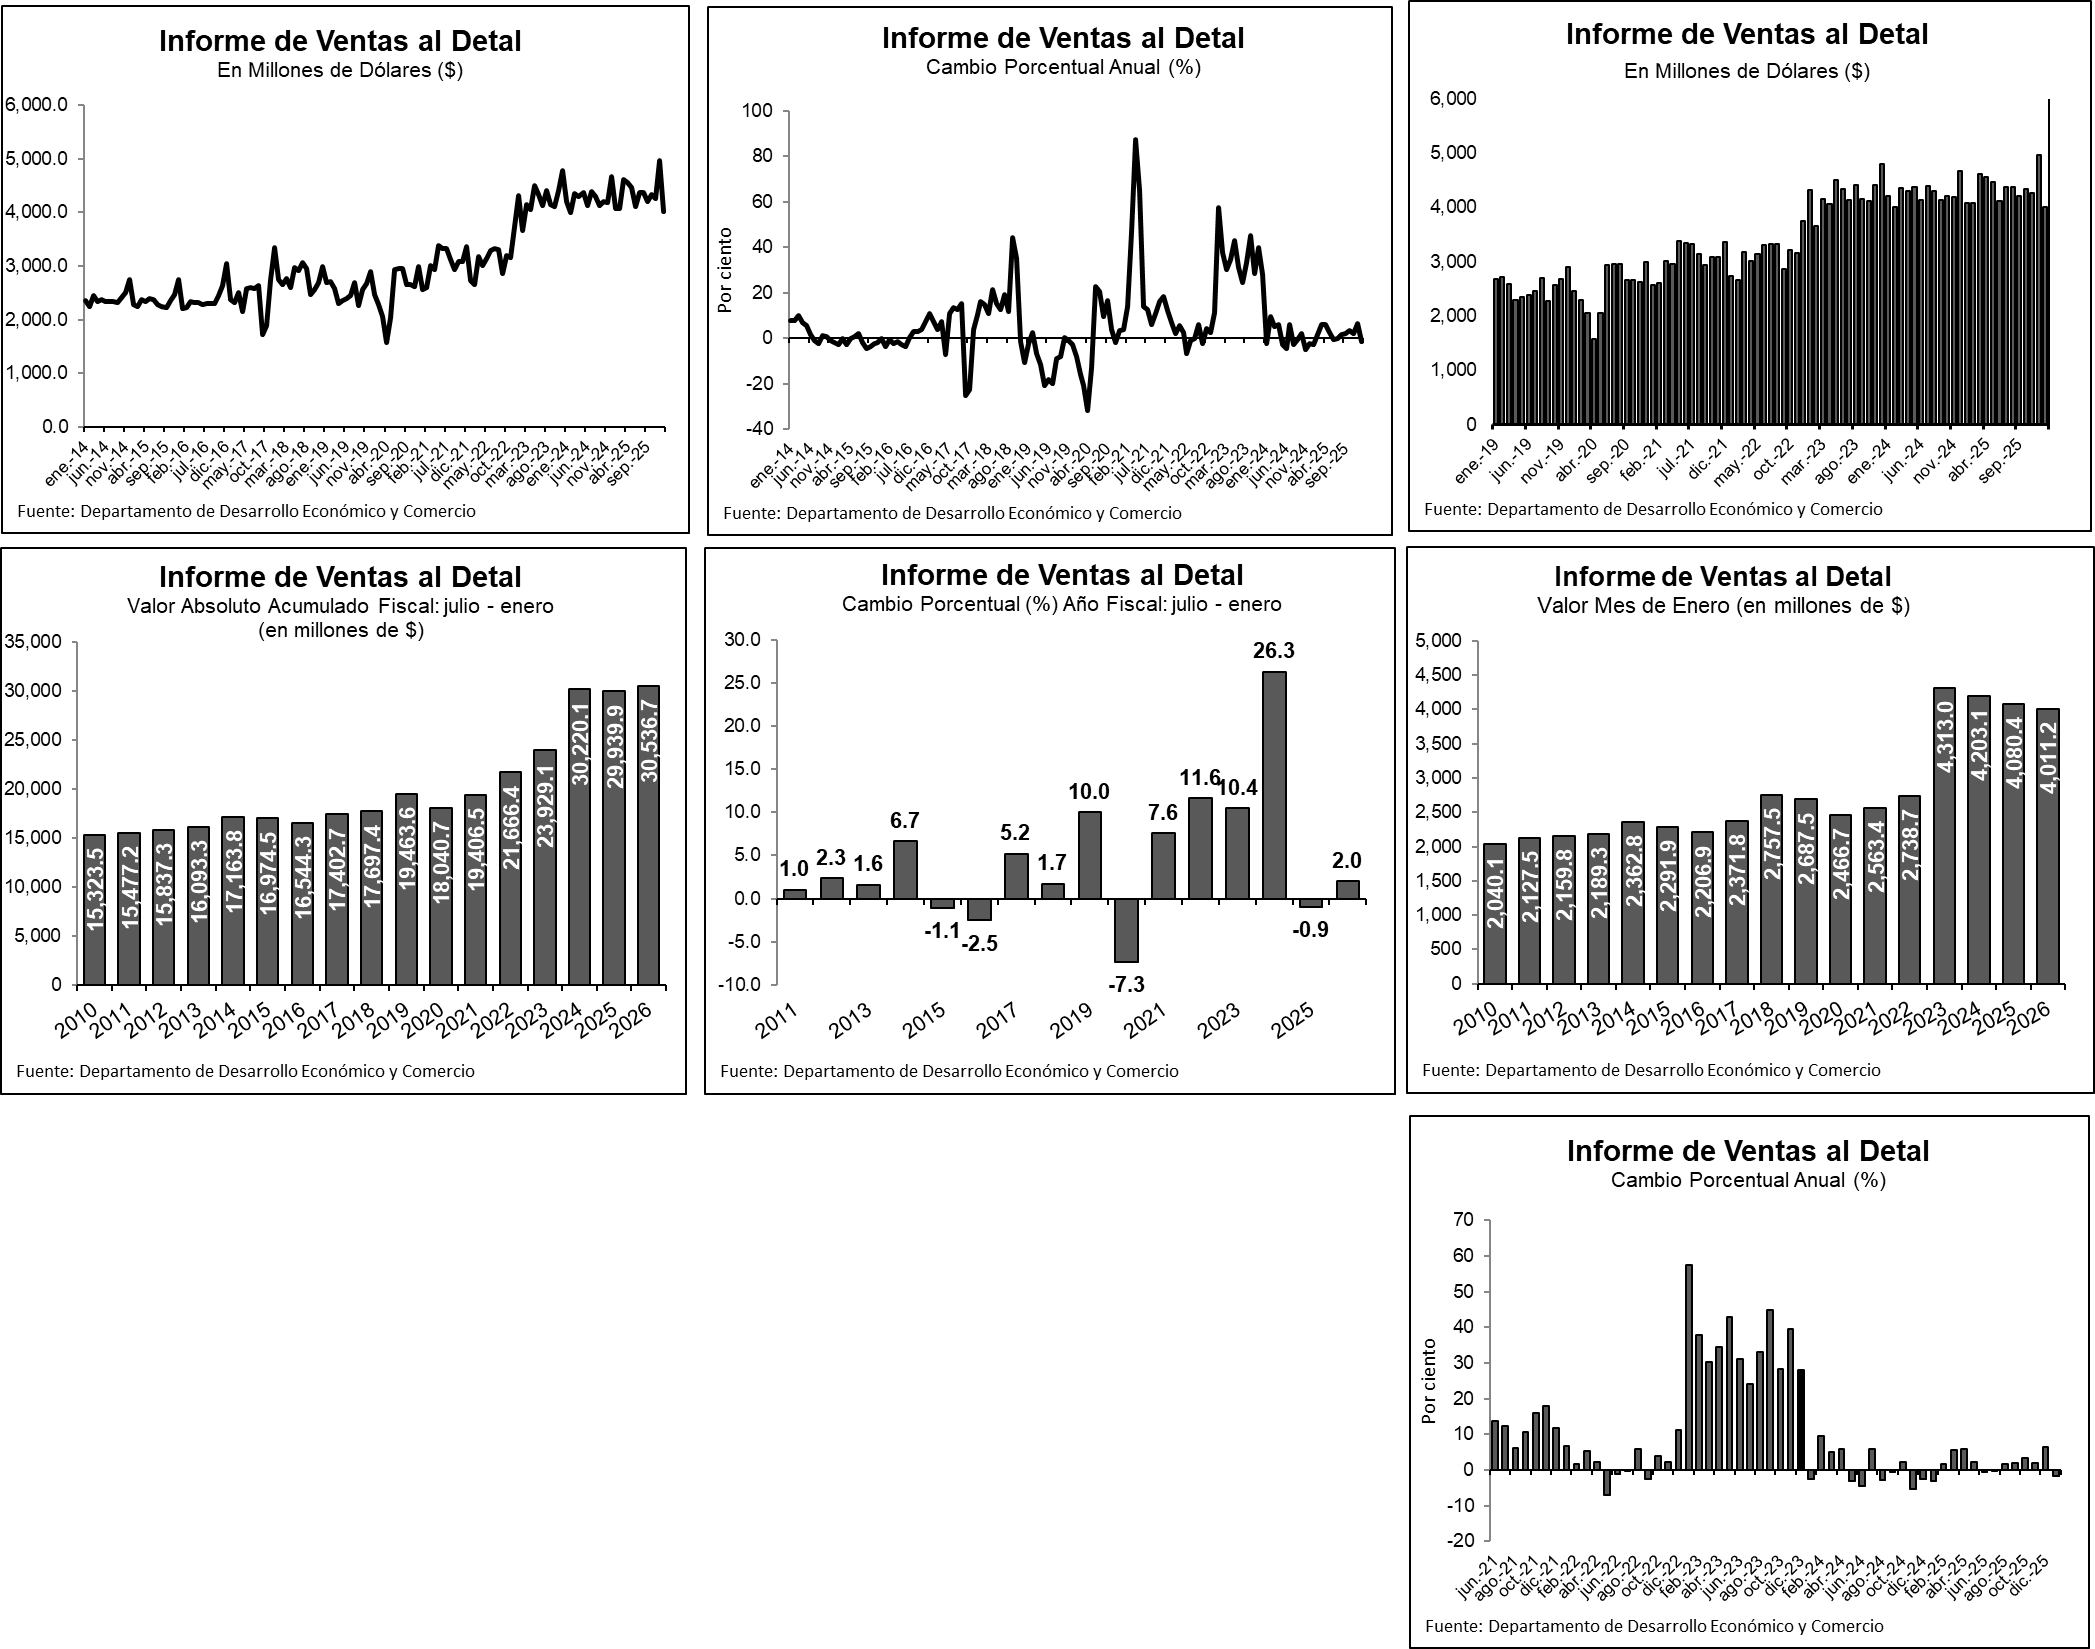 Informe de Ventas al Detal
En Millones de Dólares ($)
6,000.0
5,000.0
4,000.0
3,000.0
2,000.0
1,000.0
0.0
ene.-14
jun.-14
nov.-14
abr.-15
sep.-15
feb.-16
jul.-16
dic.-16
may.-17
oct.-17
mar.-18
ago.-18
ene.-19
jun.-19
nov.-19
abr.-20
sep.-20
feb.-21
jul.-21
dic.-21
may.-22
oct.-22
mar.-23
ago.-23
ene.-24
jun.-24
nov.-24
abr.-25
sep.-25
Fuente: Departamento de Desarrollo Económico y Comercio
Informe de Ventas al Detal
Cambio Porcentual Anual (%)
Por ciento
100
80
60
40
20
0
-20
-40
ene.-14
jun.-14
nov.-14
abr.-15
sep.-15
feb.-16
jul.-16
dic.-16
may.-17
oct.-17
mar.-18
ago.-18
ene.-19
jun.-19
nov.-19
abr.-20
sep.-20
feb.-21
jul.-21
dic.-21
may.-22
oct.-22
mar.-23
ago.-23
ene.-24
jun.-24
nov.-24
abr.-25
sep.-25
Fuente: Departamento de Desarrollo Económico y Comercio
Informe de Ventas al Detal
En Millones de Dólares ($)
6,000
5,000
4,000
3,000
2,000
1,000
0
ene.-19
jun.-19
nov.-19
abr.-20
sep.-20
feb.-21
jul.-21
dic.-21
may.-22
oct.-22
mar.-23
ago.-23
ene.-24
jun.-24
nov.-24
abr.-25
sep.-25
Fuente: Departamento de Desarrollo Económico y Comercio
Informe de Ventas al Detal
Valor Absoluto Acumulado Fiscal: julio - enero
(en millones de $)
35,000
30,000
25,000
20,000
15,000
10,000
5,000
0
15,323.5
15,477.2
15,837.3
16,093.3
17,163.8
16,974.5
16,544.3
17,402.7
17,697.4
19,463.6
18,040.7
19,406.5
21,666.4
23,929.1
30,220.1
29,939.9
30,536.7
2010
2011
2012
2013
2014
2015
2016
2017
2018
2019
2020
2021
2022
2023
2024
2025
2026
Fuente: Departamento de Desarrollo Económico y Comercio
Informe de Ventas al Detal
Cambio Porcentual (%) Año Fiscal: julio - enero
30.0
25.0
20.0
15.0
10.0
5.0
0.0
-5.0
-10.0
1.0
2.3
1.6
6.7
-1.1
-2.5
5.2
1.7
10.0
-7.3
7.6
11.6
10.4
26.3
-0.9
2.0
2011
2013
2015
2017
2019
2021
2023
2025
Fuente: Departamento de Desarrollo Económico y Comercio
Informe de Ventas al Detal
Valor Mes de Enero (en millones de $)
5,000
4,500
4,000
3,500
3,000
2,500
2,000
1,500
1,000
500
0
2,040.1
2,127.5
2,159.8
2,189.3
2,362.8
2,291.9
2,206.9
2,371.8
2,757.5
2,687.5
2,466.7
2,563.4
2,738.7
4,313.0
4,203.1
4,080.4
4,011.2
2010
2011
2012
2013
2014
2015
2016
2017
2018
2019
2020
2021
2022
2023
2024
2025
2026
Fuente: Departamento de Desarrollo Económico y Comercio
Informe de Ventas al Detal
Cambio Porcentual Anual (%)
Por ciento
70
60
50
40
30
20
10
0
-10
-20
jun.-21
ago.-21
oct.-21
dic.-21
feb.-22
abr.-22
jun.-22
ago.-22
oct.-22
dic.-22
feb.-23
abr.-23
jun.-23
ago.-23
oct.-23
dic.-23
feb.-24
abr.-24
jun.-24
ago.-24
oct.-24
dic.-24
feb.-25
abr.-25
jun.-25
ago.-25
oct.-25
dic.-25
Fuente: Departamento de Desarrollo Económico y Comercio